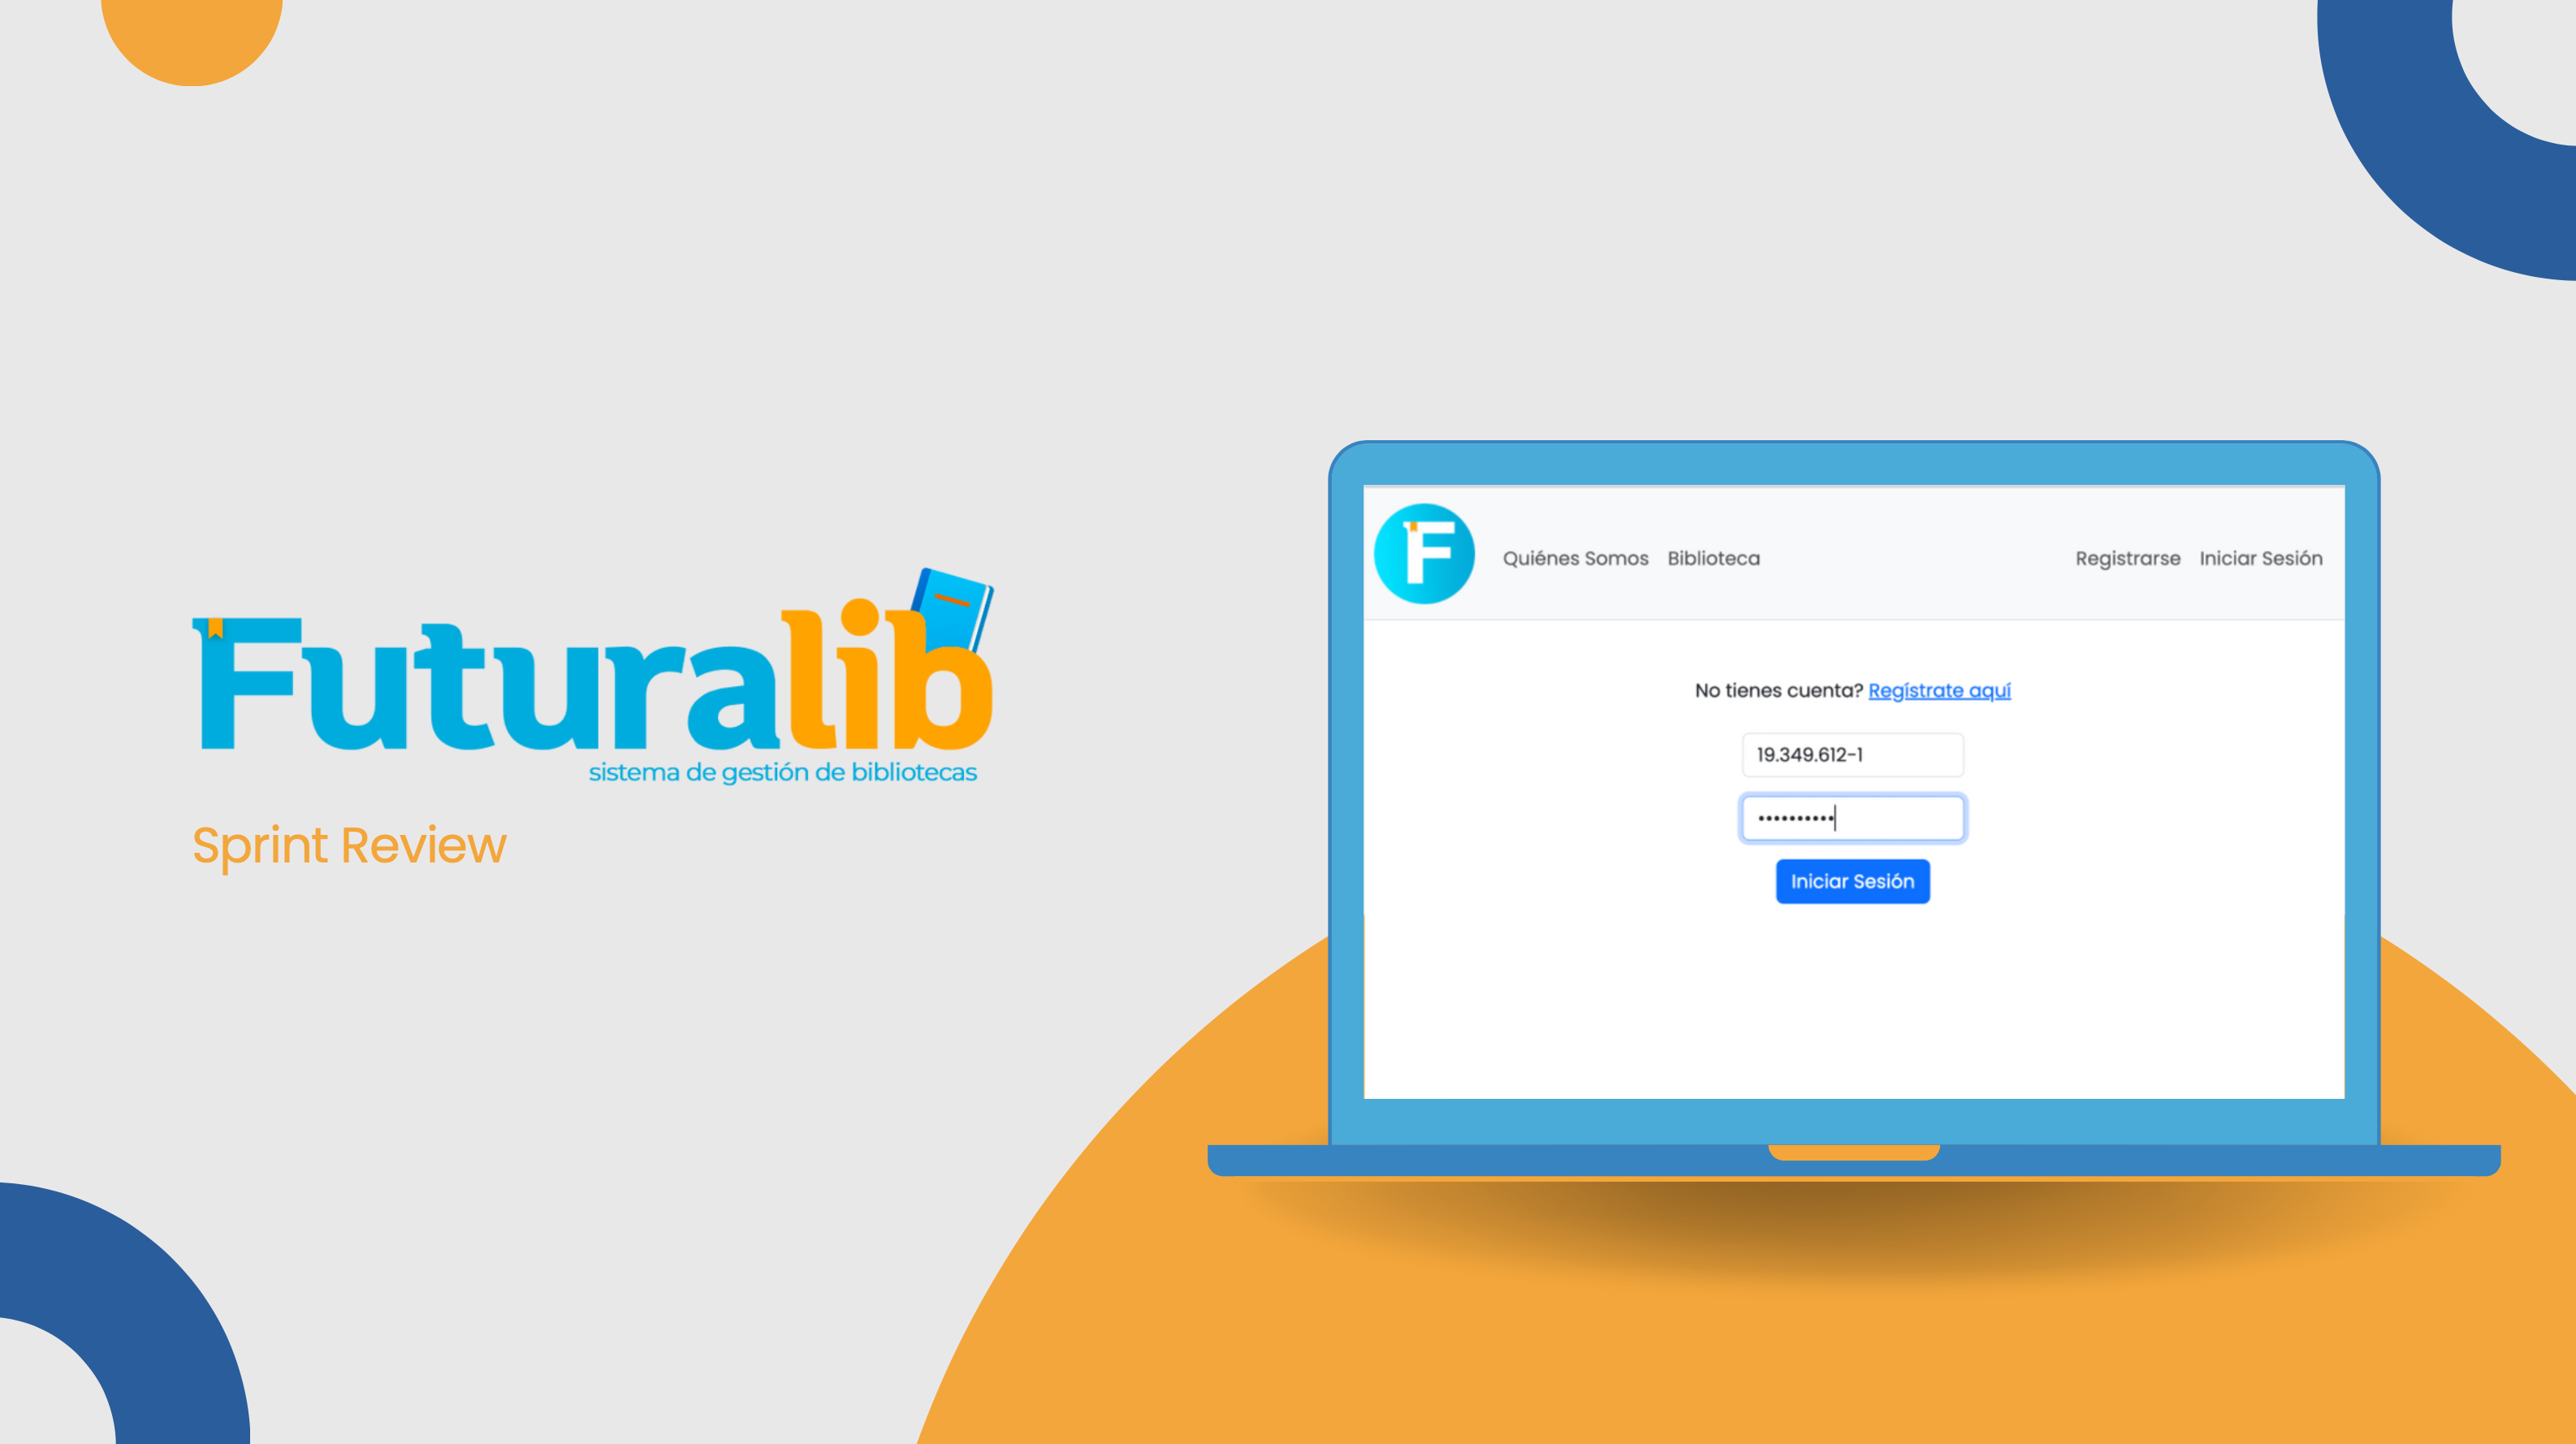 Futuralib
sistema de gestión de bibliotecas
Sprint Review
F
Quiénes Somos Biblioteca Registrarse Iniciar Sesión
No tienes cuenta? Regístrate aquí
19.349.612-1
••••••••••
Iniciar Sesión